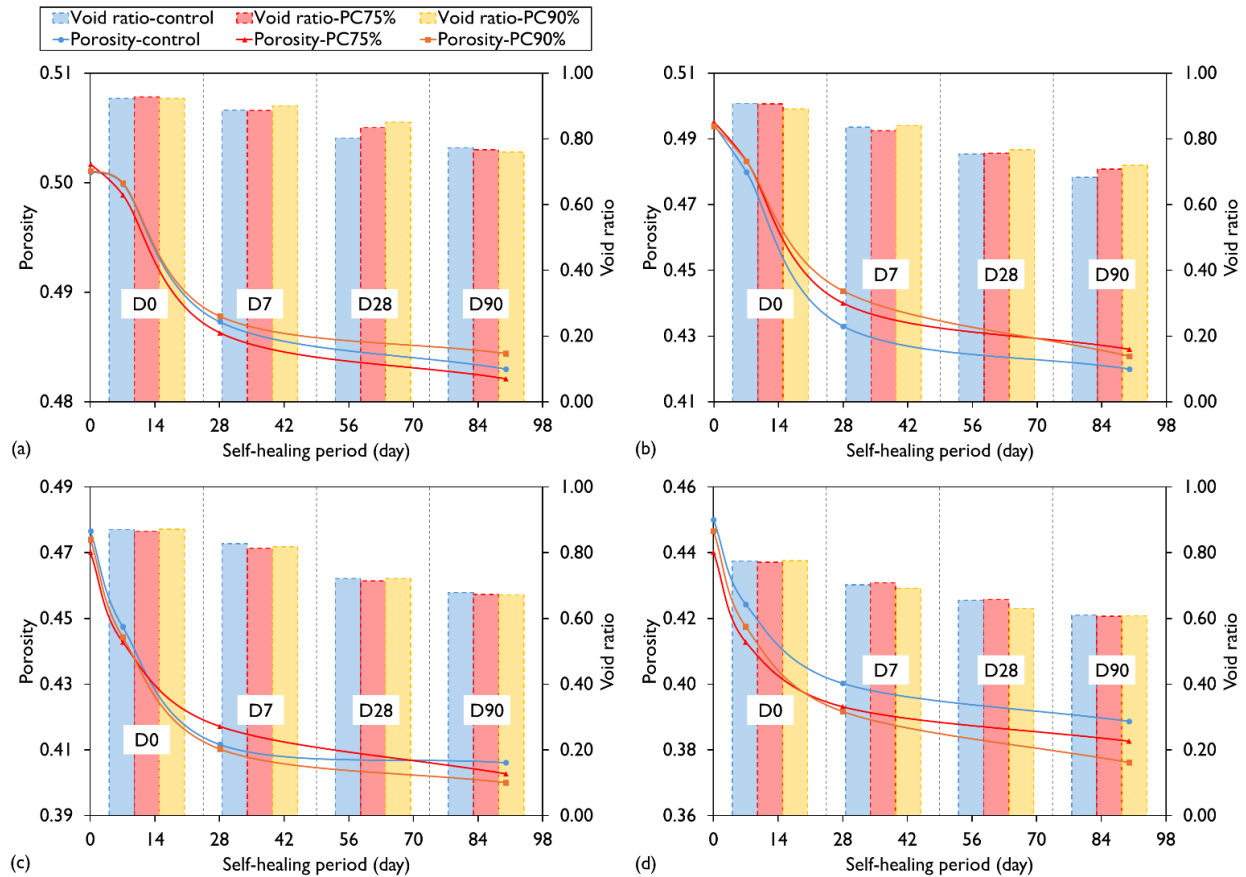 Void ratio-control Void ratio-PC75% Void ratio-PC90%
Porosity-control Porosity-PC75% Porosity-PC90%
0.51 1.00
0.50 0.80
0.49 0.60
0.48 0.40
0.20
0.00
Porosity
Void ratio
D0 D7 D28 D90
0 14 28 42 56 70 84 98
(a) Self-healing period (day)
0.51 1.00
0.49 0.80
0.47 0.60
0.45 0.40
0.43 0.20
0.41 0.00
Porosity
Void ratio
D0 D7 D28 D90
0 14 28 42 56 70 84 98
(b) Self-healing period (day)
0.49 1.00
0.47 0.80
0.45 0.60
0.43 0.40
0.41 0.20
0.39 0.00
Porosity
Void ratio
D0 D7 D28 D90
0 14 28 42 56 70 84 98
(c) Self-healing period (day)
0.46 1.00
0.44 0.80
0.42 0.60
0.40 0.40
0.38 0.20
0.36 0.00
Porosity
Void ratio
D0 D7 D28 D90
0 14 28 42 56 70 84 98
(d) Self-healing period (day)